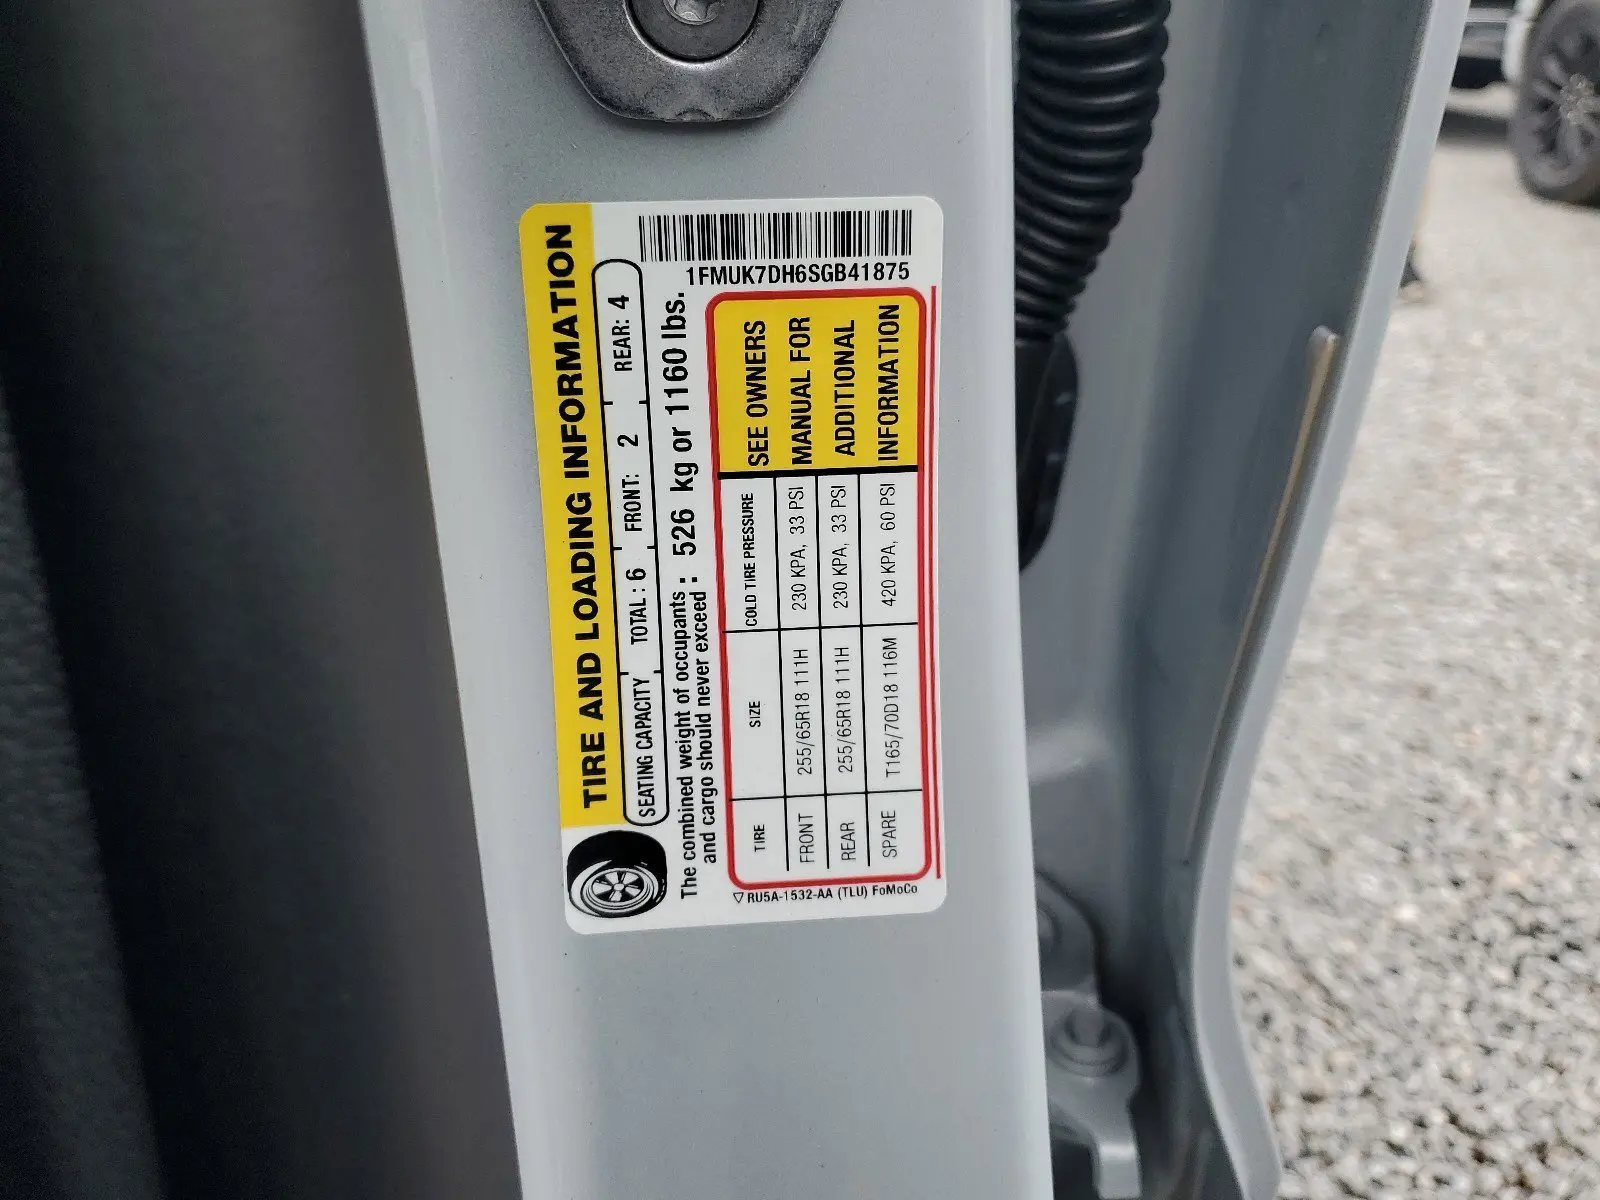 TIRE AND LOADING INFORMATION
SEATING CAPACITY TOTAL : 6 FRONT: 2 REAR: 4
1FMUK7DH6SGB41875
The combined weight of occupants
and cargo should never exceed : 526 kg or 1160 lbs.
TIRE SIZE COLD TIRE PRESSURE
FRONT 255/65R18 111H 230 KPA, 33 PSI
REAR 255/65R18 111H 230 KPA, 33 PSI
SPARE T165/70D18 116M 420 KPA, 60 PSI
SEE OWNERS
MANUAL FOR
ADDITIONAL
INFORMATION
RU5A-1532-AA (TLU) FoMoCo